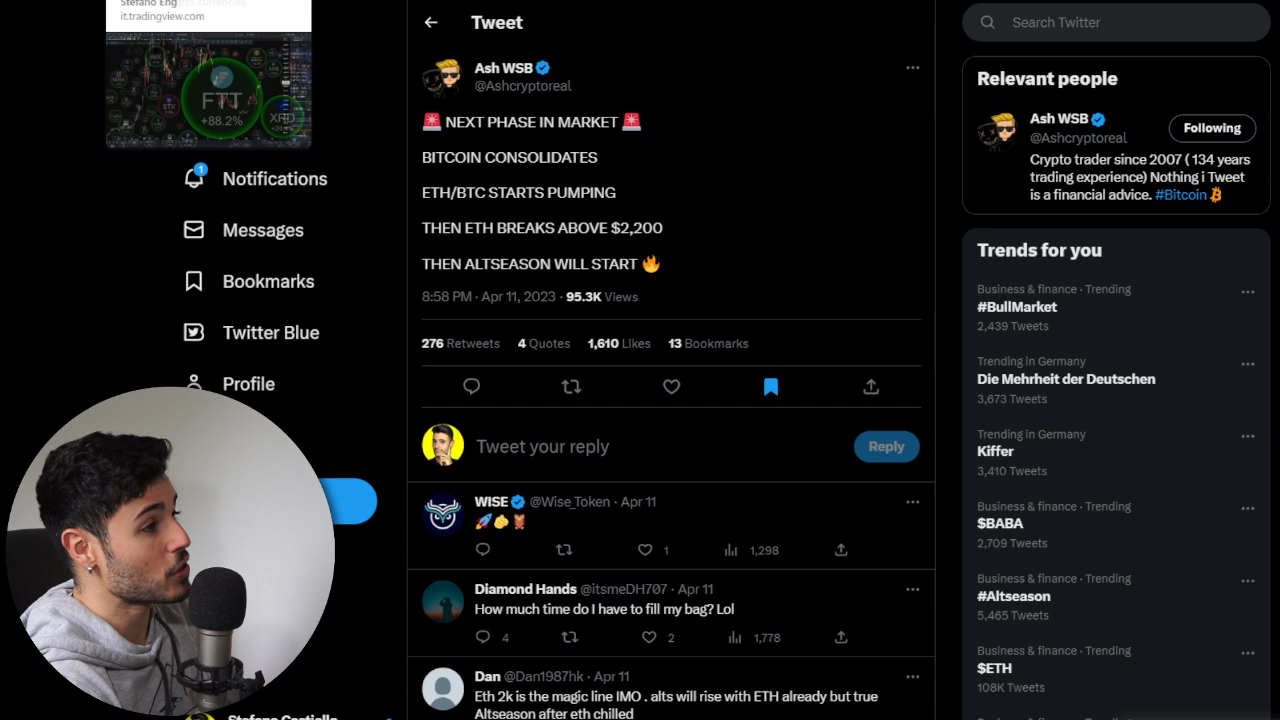 Stefano Eng
it.tradingview.com
FTT
+88.2%
Notifications
1
Messages
Bookmarks
Twitter Blue
Profile
Tweet
Ash WSB
@Ashcryptoreal
🚨 NEXT PHASE IN MARKET 🚨
BITCOIN CONSOLIDATES
ETH/BTC STARTS PUMPING
THEN ETH BREAKS ABOVE $2,200
THEN ALTSEASON WILL START 🔥
8:58 PM · Apr 11, 2023 · 95.3K Views
276 Retweets 4 Quotes 1,610 Likes 13 Bookmarks
Tweet your reply
Reply
WISE @Wise_Token · Apr 11
1 1,298
Diamond Hands @itsmeDH707 · Apr 11
How much time do I have to fill my bag? Lol
4 2 1,778
Dan @Dan1987hk · Apr 11
Eth 2k is the magic line IMO . alts will rise with ETH already but true
Altseason after eth chilled
Search Twitter
Relevant people
Ash WSB
@Ashcryptoreal
Following
Crypto trader since 2007 ( 134 years
trading experience) Nothing i Tweet
is a financial advice. #Bitcoin
Trends for you
Business & finance · Trending
#BullMarket
2,439 Tweets
Trending in Germany
Die Mehrheit der Deutschen
3,673 Tweets
Trending in Germany
Kiffer
3,410 Tweets
Business & finance · Trending
$BABA
2,709 Tweets
Business & finance · Trending
#Altseason
5,465 Tweets
Business & finance · Trending
$ETH
108K Tweets